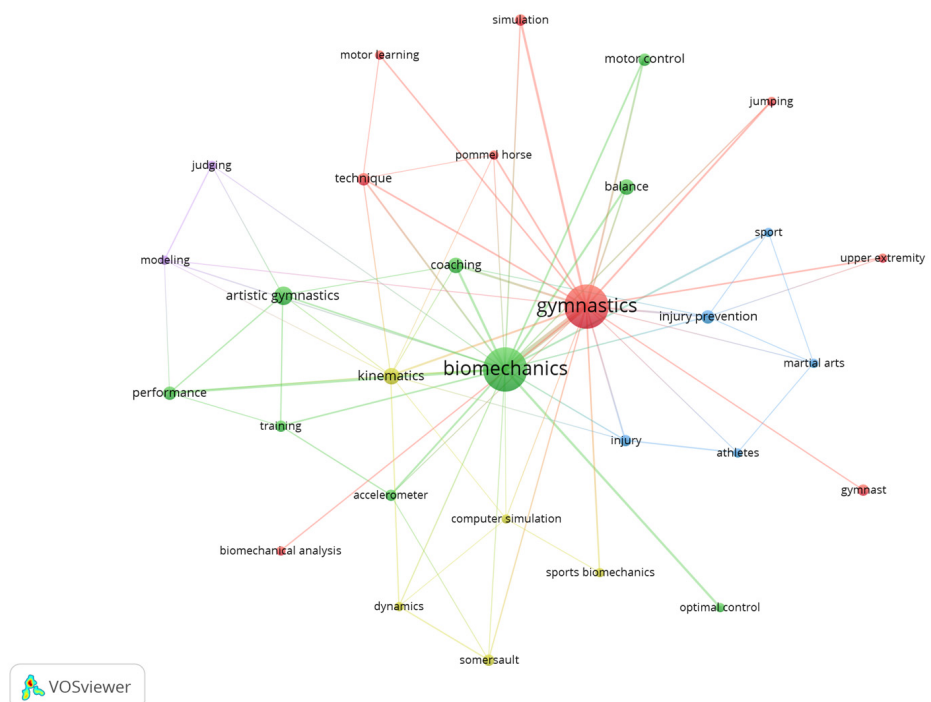 simulation
motor learning
motor control
jumping
pommel horse
judging
technique
balance
sport
modeling
coaching
upper extremity
artistic gymnastics
gymnastics
injury prevention
martial arts
biomechanics
kinematics
performance
training
injury
athletes
accelerometer
gymnast
computer simulation
biomechanical analysis
sports biomechanics
dynamics
optimal control
somersault
VOSviewer